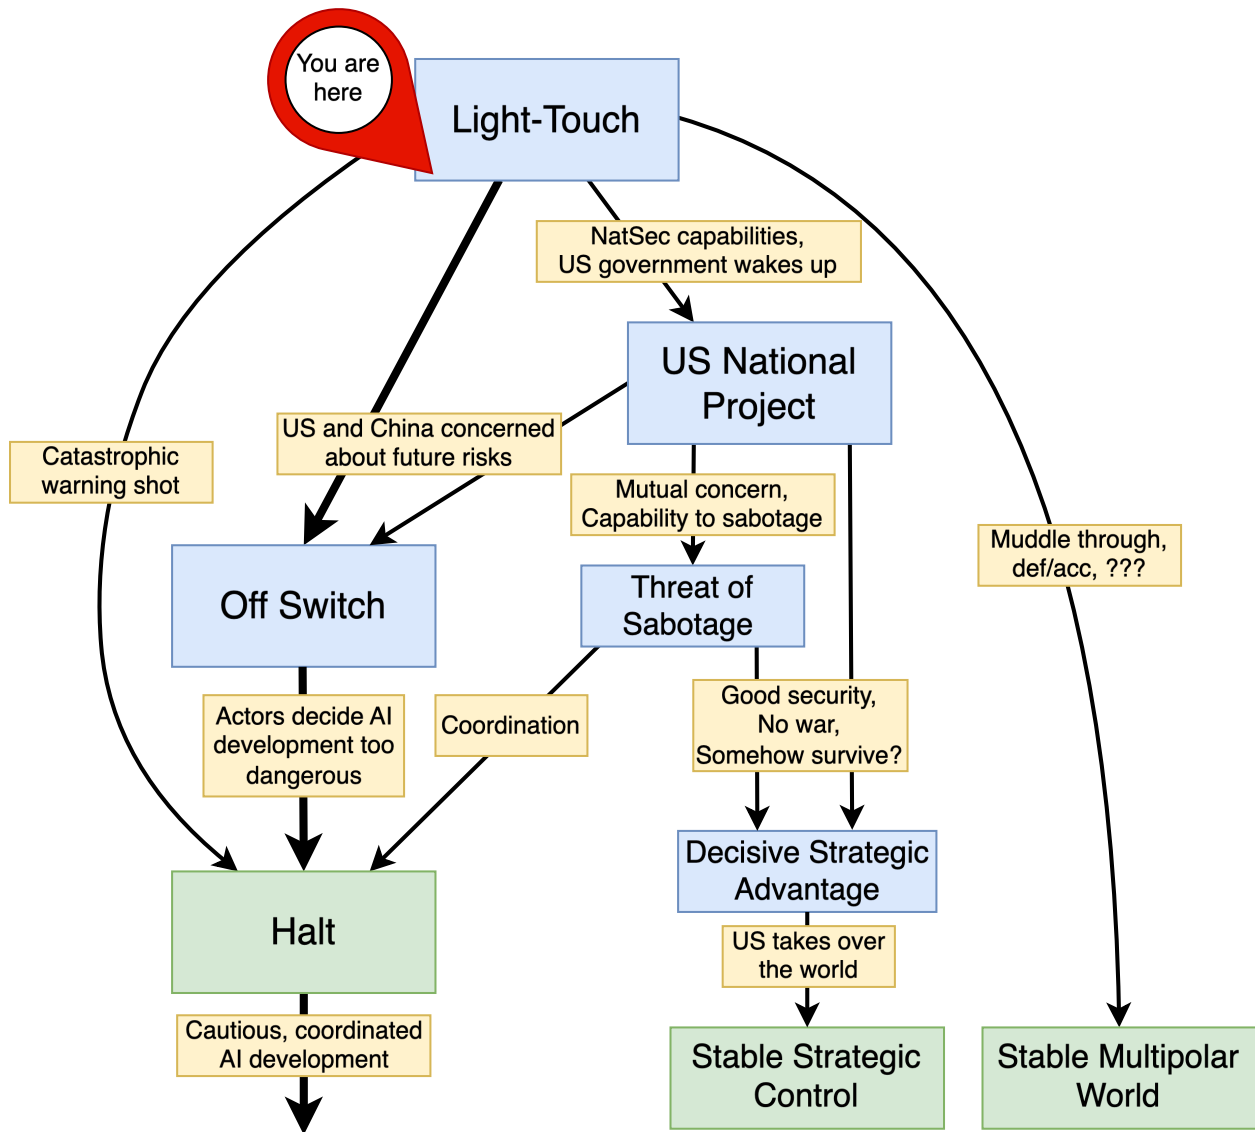 You are
here
Light-Touch
NatSec capabilities,
US government wakes up
US National
Project
US and China concerned
about future risks
Catastrophic
warning shot
Mutual concern,
Capability to sabotage
Muddle through,
def/acc, ???
Off Switch
Threat of
Sabotage
Actors decide AI
development too
dangerous
Coordination
Good security,
No war,
Somehow survive?
Decisive Strategic
Advantage
Halt
US takes over
the world
Cautious, coordinated
AI development
Stable Strategic
Control
Stable Multipolar
World